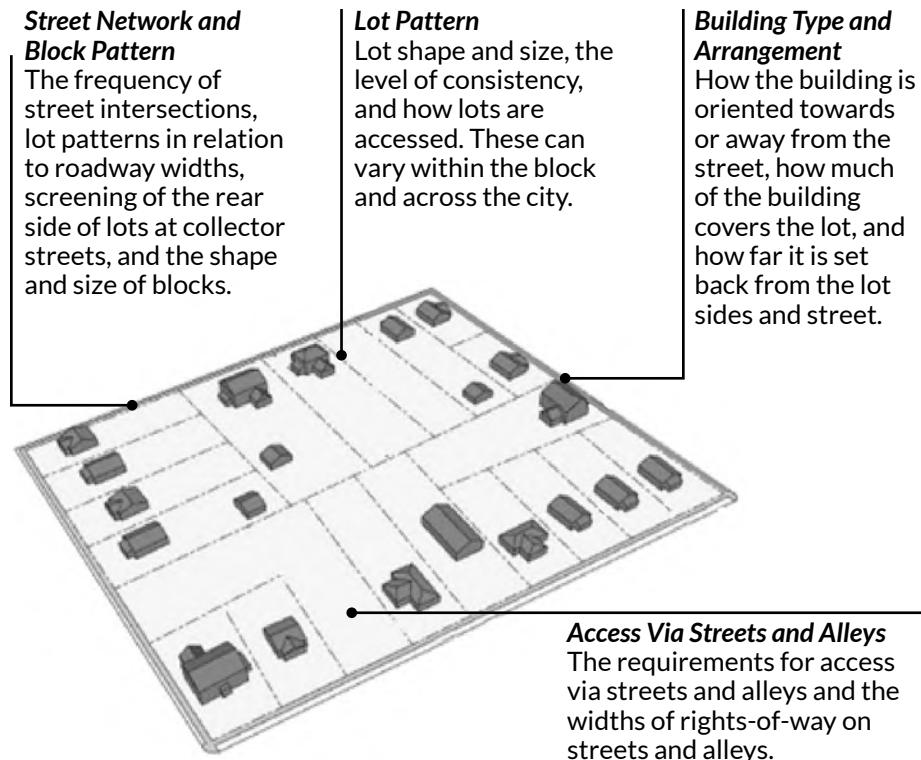 Street Network and
Block Pattern
The frequency of
street intersections,
lot patterns in relation
to roadway widths,
screening of the rear
side of lots at collector
streets, and the shape
and size of blocks.
Lot Pattern
Lot shape and size, the
level of consistency,
and how lots are
accessed. These can
vary within the block
and across the city.
Building Type and
Arrangement
How the building is
oriented towards
or away from the
street, how much
of the building
covers the lot, and
how far it is set
back from the lot
sides and street.
Access Via Streets and Alleys
The requirements for access
via streets and alleys and the
widths of rights-of-way on
streets and alleys.